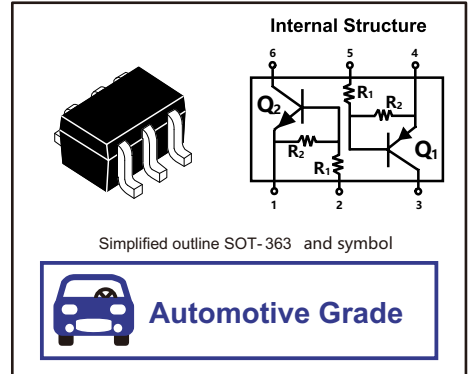 Internal Structure
6 5 4
R1
R2
Q2
R2
R1
Q1
1 2 3
Simplified outline SOT-363 and symbol
Automotive Grade